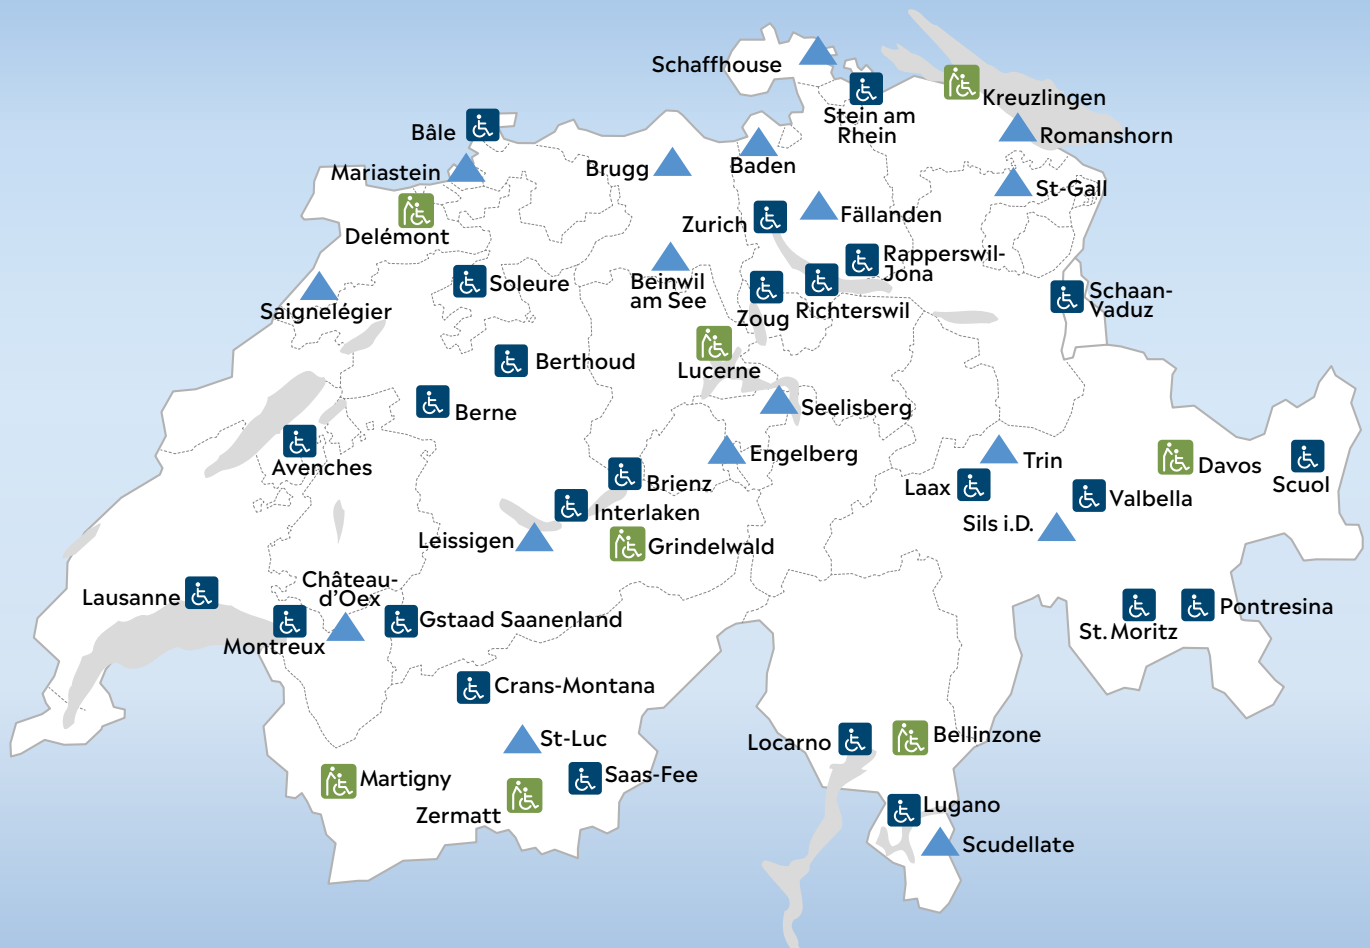 Schaffhouse
Kreuzlingen
Stein am
Rhein
Bâle
Romanshorn
Mariastein
Brugg
Baden
St-Gall
Delémont
Zurich
Fällanden
Rapperswil-
Jona
Soleure
Beinwil
am See
Saignelégier
Zoug
Richterswil
Schaan-
Vaduz
Berthoud
Lucerne
Berne
Seelisberg
Avenches
Engelberg
Trin
Davos
Scuol
Brienz
Laax
Valbella
Interlaken
Sils i.D.
Leissigen
Grindelwald
Château-
d’Oex
Lausanne
Gstaad Saanenland
Montreux
St. Moritz
Pontresina
Crans-Montana
St-Luc
Locarno
Bellinzone
Martigny
Saas-Fee
Zermatt
Lugano
Scudellate